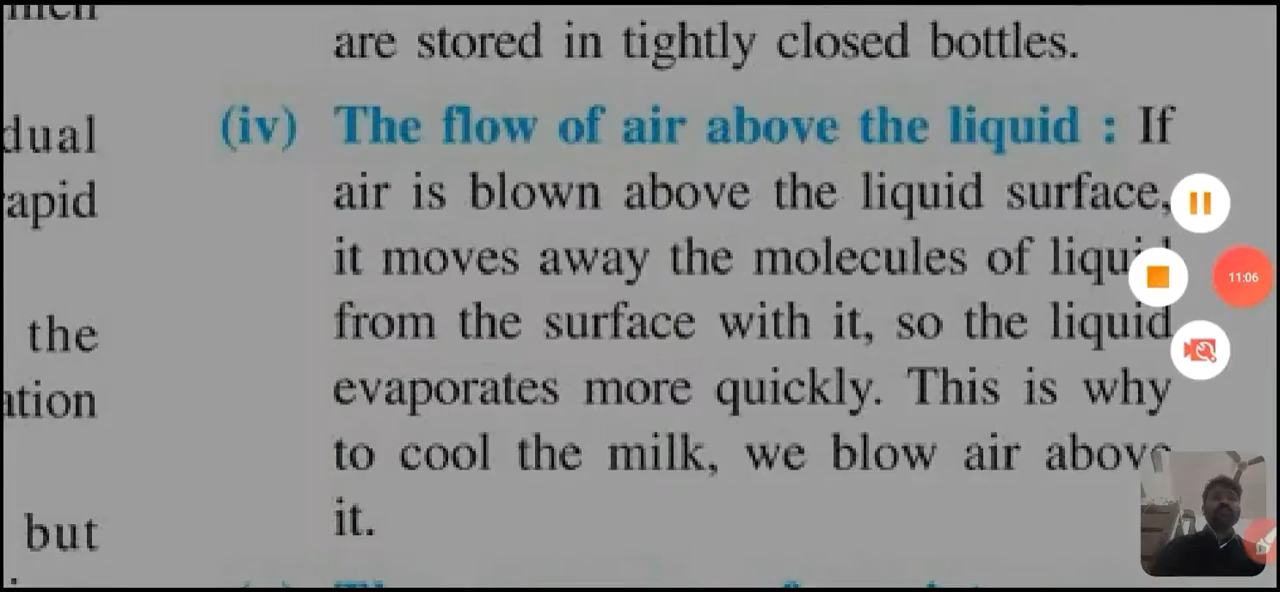 are stored in tightly closed bottles.
dual
(iv) The flow of air above the liquid : If
rapid
air is blown above the liquid surface,
it moves away the molecules of liquid
from the surface with it, so the liquid
the
evaporates more quickly. This is why
ation
to cool the milk, we blow air above
it.
but
11:06